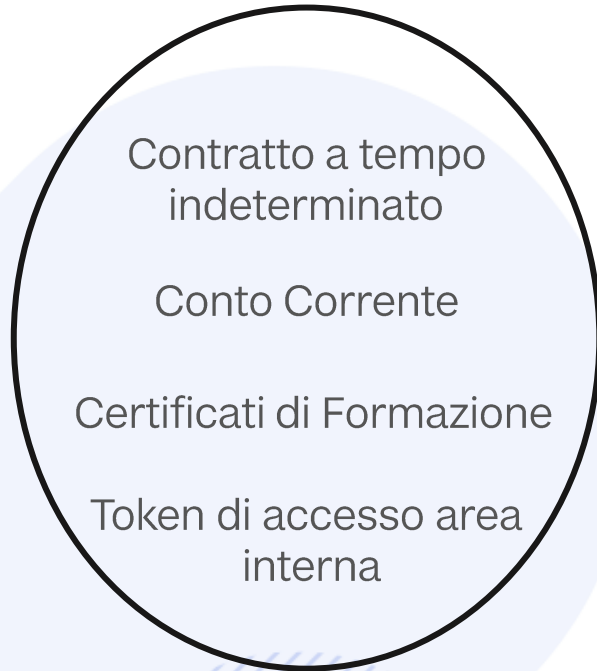 Contratto a tempo
indeterminato
Conto Corrente
Certificati di Formazione
Token di accesso area
interna